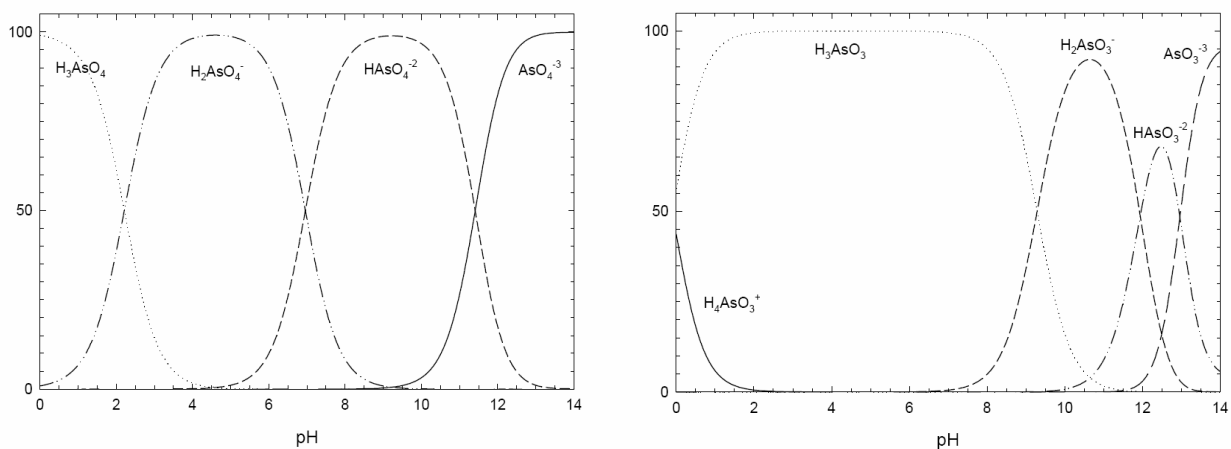 100
50
0
0 2 4 6 8 10 12 14
pH
H₃AsO₄
H₂AsO₄⁻
HAsO₄⁻²
AsO₄⁻³
100
50
0
0 2 4 6 8 10 12 14
pH
H₄AsO₃⁺
H₃AsO₃
H₂AsO₃⁻
HAsO₃⁻²
AsO₃⁻³